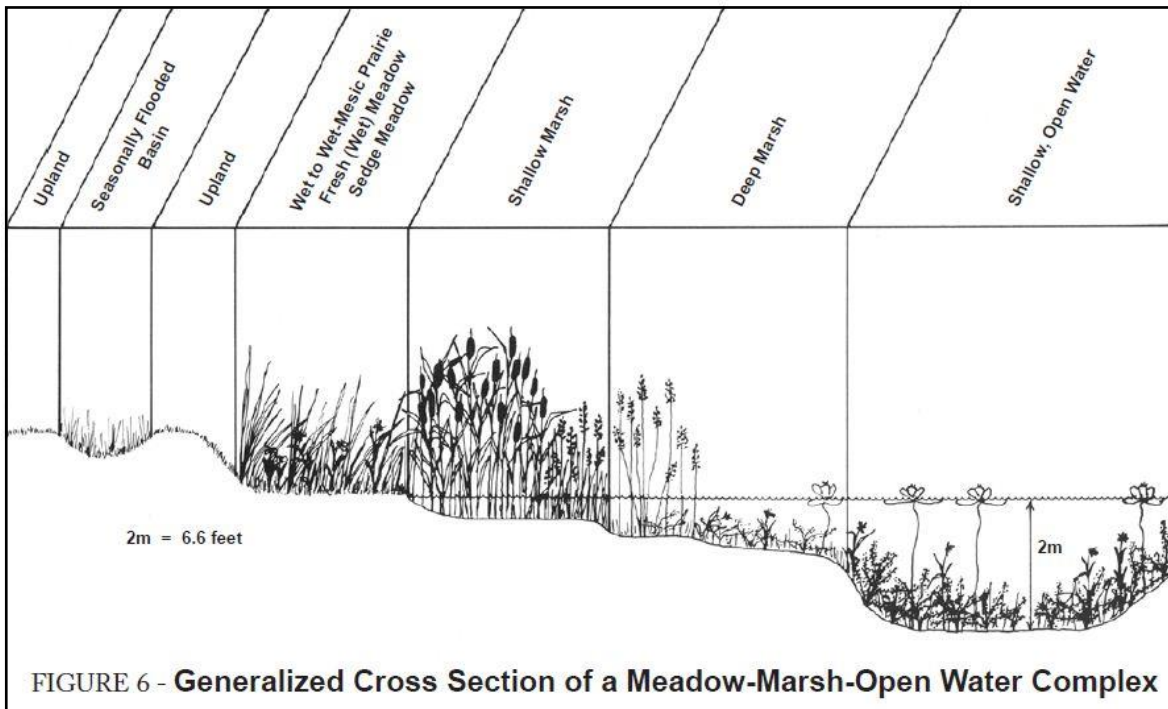 Upland
Seasonally Flooded
Basin
Upland
Wet to Wet-Mesic Prairie
Fresh (Wet) Meadow
Sedge Meadow
Shallow Marsh
Deep Marsh
Shallow, Open Water
2m = 6.6 feet
2m
FIGURE 6 - Generalized Cross Section of a Meadow-Marsh-Open Water Complex